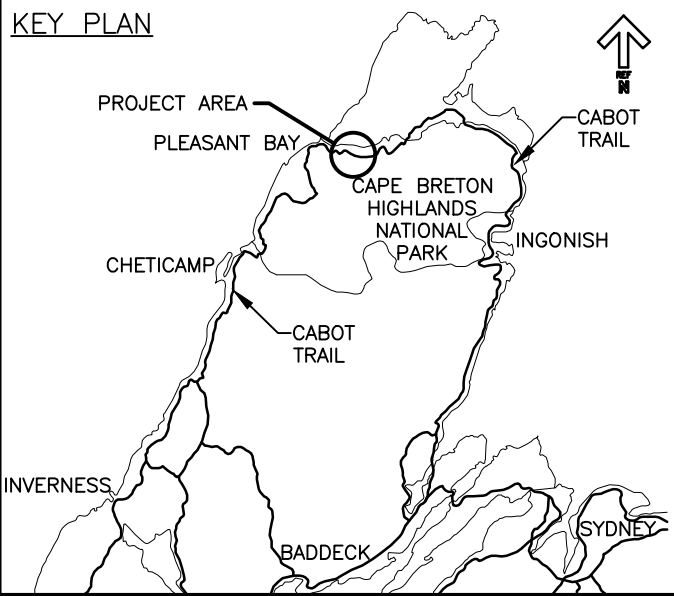 KEY PLAN
REF
N
PROJECT AREA
CABOT
TRAIL
PLEASANT BAY
CAPE BRETON
HIGHLANDS
NATIONAL
PARK
INGONISH
CHETICAMP
CABOT
TRAIL
INVERNESS
SYDNEY
BADDECK